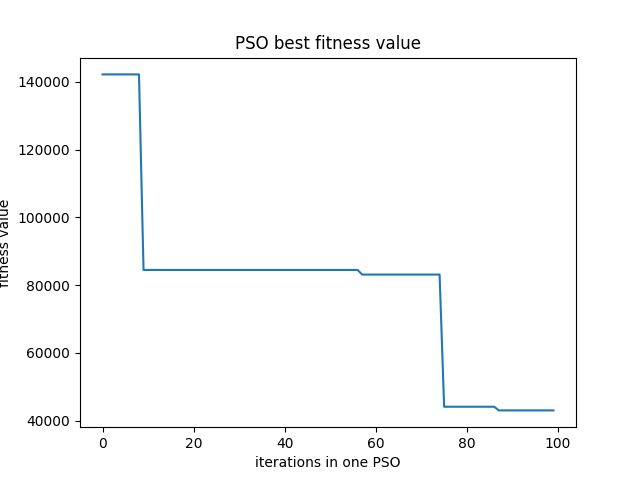 PSO best fitness value
140000
120000
100000
80000
60000
40000
fitness value
0 20 40 60 80 100
iterations in one PSO